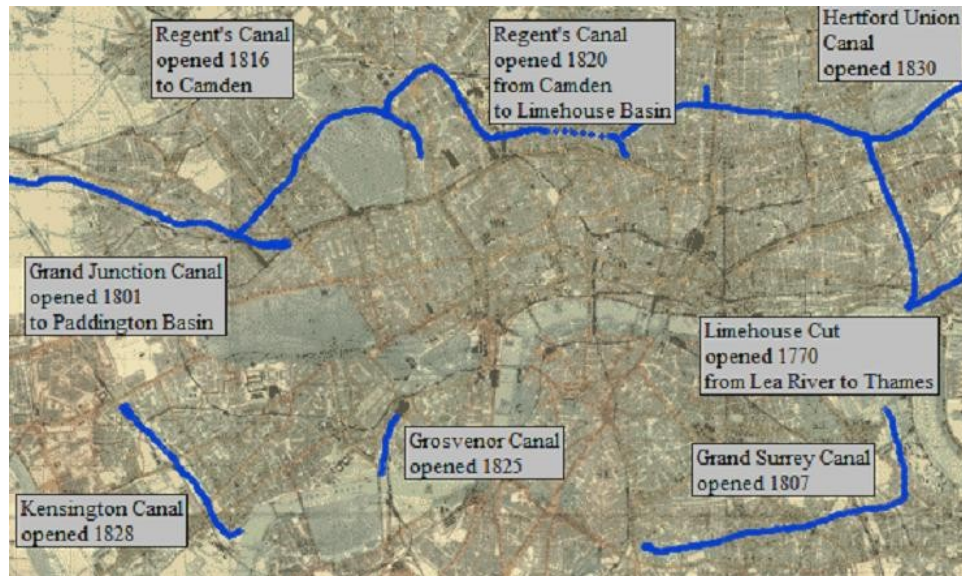 Regent's Canal
opened 1816
to Camden
Regent's Canal
opened 1820
from Camden
to Limehouse Basin
Hertford Union
Canal
opened 1830
Grand Junction Canal
opened 1801
to Paddington Basin
Limehouse Cut
opened 1770
from Lea River to Thames
Grosvenor Canal
opened 1825
Grand Surrey Canal
opened 1807
Kensington Canal
opened 1828